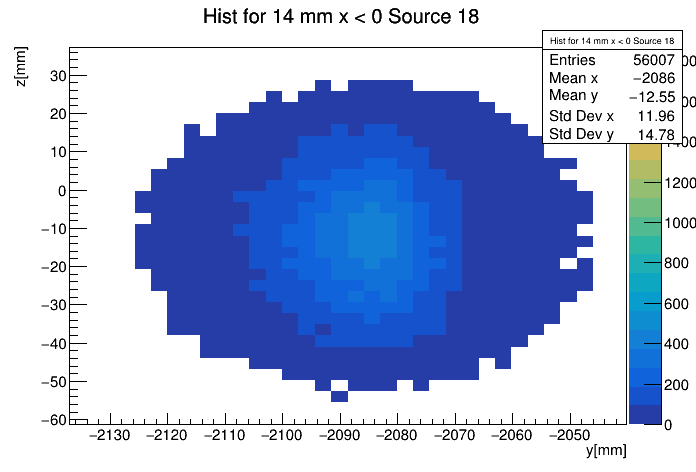 Hist for 14 mm x < 0 Source 18
Hist for 14 mm x < 0 Source 18
Entries 56007
Mean x −2086
Mean y −12.55
Std Dev x 11.96
Std Dev y 14.78
z[mm]
30
20
10
0
−10
−20
−30
−40
−50
−60
1200
1000
800
600
400
200
0
−2130 −2120 −2110 −2100 −2090 −2080 −2070 −2060 −2050
y[mm]